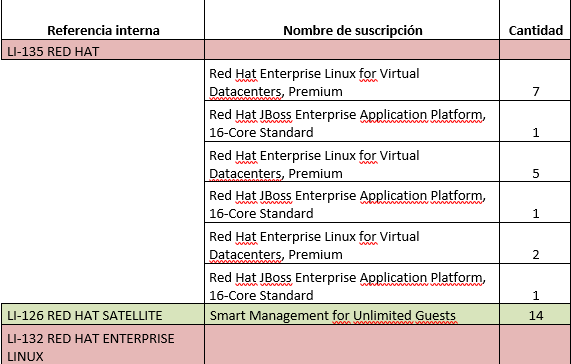 Referencia interna Nombre de suscripción Cantidad
LI-135 RED HAT
Red Hat Enterprise Linux for Virtual
Datacenters, Premium 7
Red Hat JBoss Enterprise Application Platform,
16-Core Standard 1
Red Hat Enterprise Linux for Virtual
Datacenters, Premium 5
Red Hat JBoss Enterprise Application Platform,
16-Core Standard 1
Red Hat Enterprise Linux for Virtual
Datacenters, Premium 2
Red Hat JBoss Enterprise Application Platform,
16-Core Standard 1
LI-126 RED HAT SATELLITE Smart Management for Unlimited Guests 14
LI-132 RED HAT ENTERPRISE
LINUX